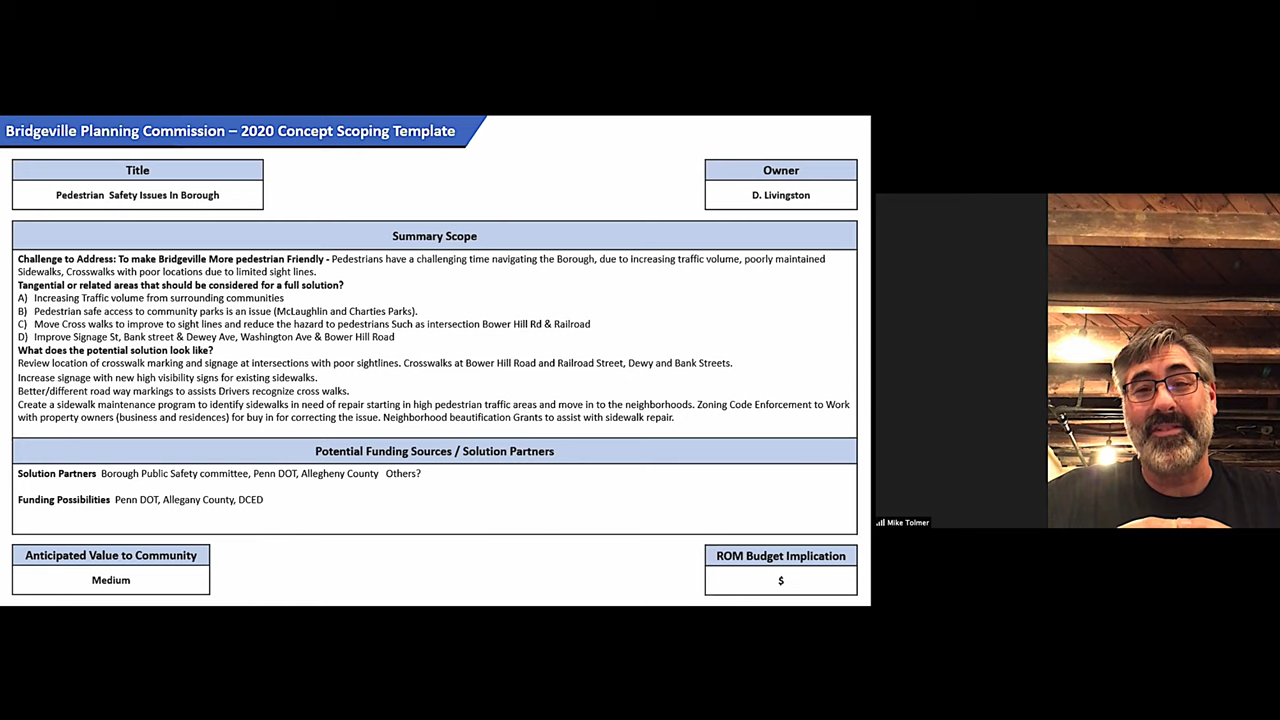 Bridgeville Planning Commission – 2020 Concept Scoping Template
Title
Owner
Pedestrian Safety Issues In Borough
D. Livingston
Summary Scope
Challenge to Address: To make Bridgeville More pedestrian Friendly - Pedestrians have a challenging time navigating the Borough, due to increasing traffic volume, poorly maintained
Sidewalks, Crosswalks with poor locations due to limited sight lines.
Tangential or related areas that should be considered for a full solution?
A) Increasing Traffic volume from surrounding communities
B) Pedestrian safe access to community parks is an issue (McLaughlin and Charties Parks).
C) Move Cross walks to improve to sight lines and reduce the hazard to pedestrians Such as intersection Bower Hill Rd & Railroad
D) Improve Signage St, Bank street & Dewey Ave, Washington Ave & Bower Hill Road
What does the potential solution look like?
Review location of crosswalk marking and signage at intersections with poor sightlines. Crosswalks at Bower Hill Road and Railroad Street, Dewy and Bank Streets.
Increase signage with new high visibility signs for existing sidewalks.
Better/different road way markings to assists Drivers recognize cross walks.
Create a sidewalk maintenance program to identify sidewalks in need of repair starting in high pedestrian traffic areas and move in to the neighborhoods. Zoning Code Enforcement to Work
with property owners (business and residences) for buy in for correcting the issue. Neighborhood beautification Grants to assist with sidewalk repair.
Potential Funding Sources / Solution Partners
Solution Partners Borough Public Safety committee, Penn DOT, Allegheny County Others?
Funding Possibilities Penn DOT, Allegany County, DCED
Anticipated Value to Community
ROM Budget Implication
Medium
$
Mike Tolmer